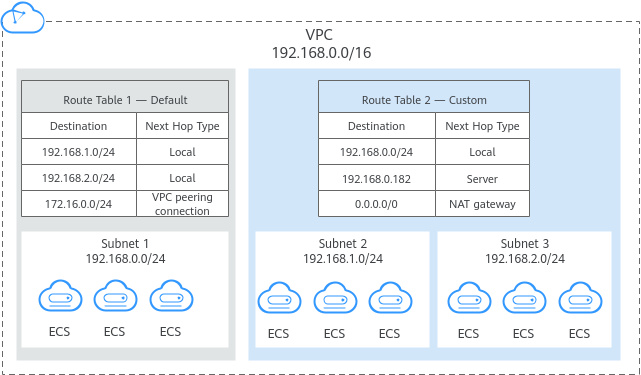 VPC
192.168.0.0/16
Route Table 1 — Default
Destination
Next Hop Type
192.168.1.0/24
Local
192.168.2.0/24
Local
172.16.0.0/24
VPC peering
connection
Subnet 1
192.168.0.0/24
ECS
ECS
ECS
Route Table 2 — Custom
Destination
Next Hop Type
192.168.0.0/24
Local
192.168.0.182
Server
0.0.0.0/0
NAT gateway
Subnet 2
192.168.1.0/24
ECS
ECS
ECS
Subnet 3
192.168.2.0/24
ECS
ECS
ECS